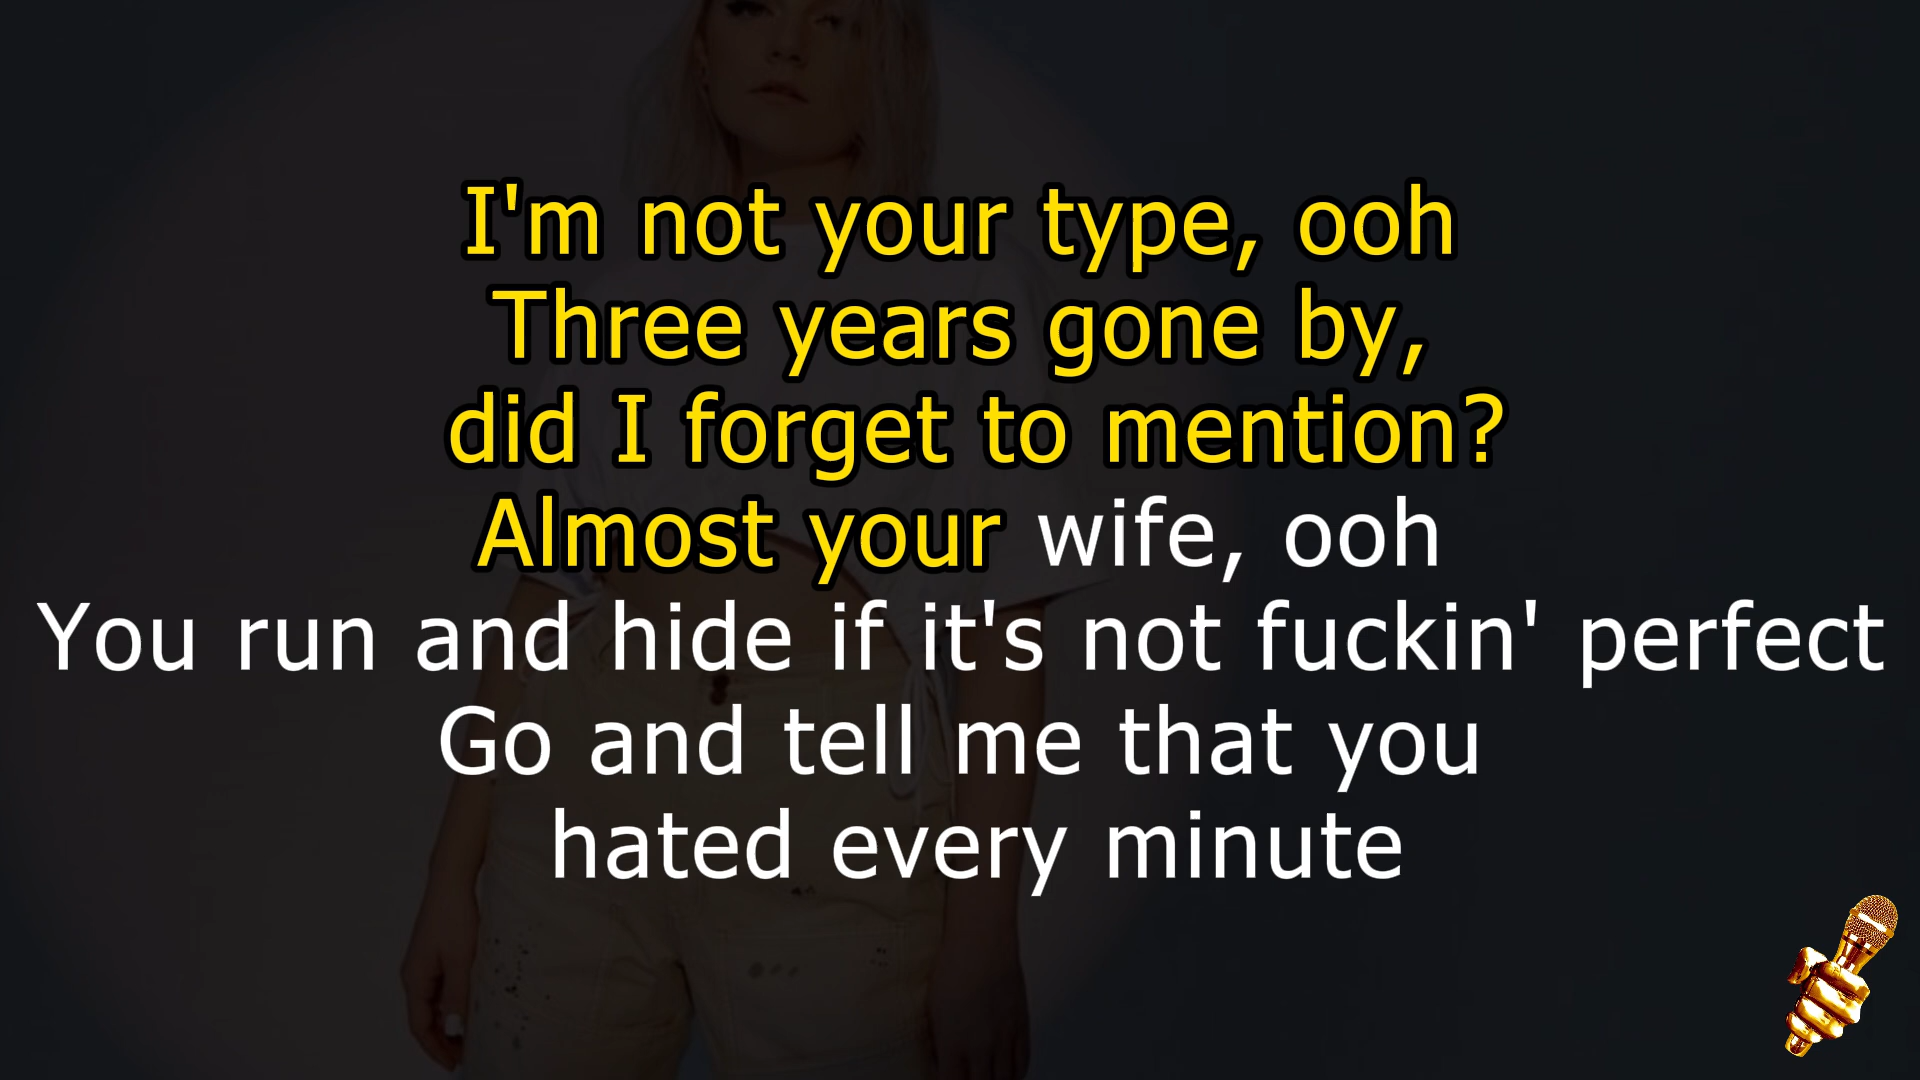 I'm not your type, ooh
Three years gone by,
did I forget to mention?
Almost your wife, ooh
You run and hide if it's not fuckin' perfect
Go and tell me that you
hated every minute